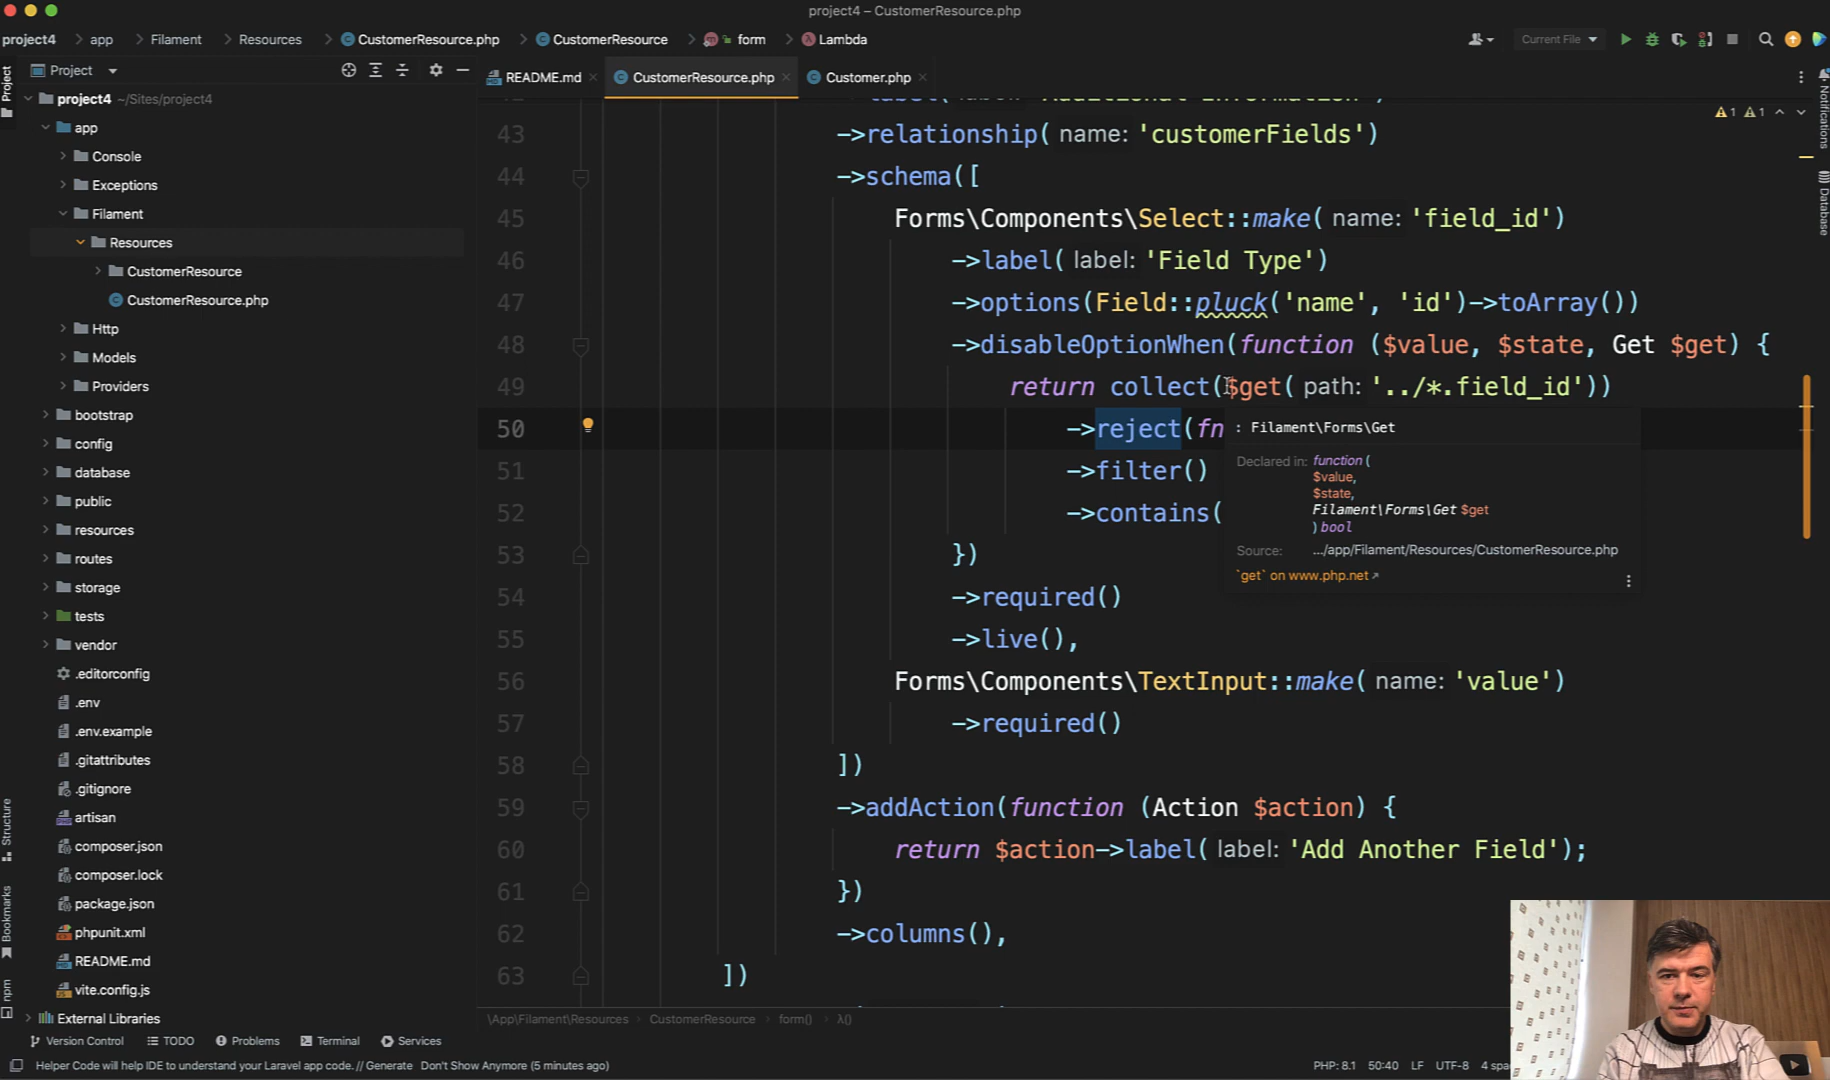 project4 – CustomerResource.php
project4 > app > Filament > Resources > CustomerResource.php > CustomerResource > form > Lambda
Current File
Project
README.md
CustomerResource.php
Customer.php
project4 ~/Sites/project4
app
Console
Exceptions
Filament
Resources
CustomerResource
CustomerResource.php
Http
Models
Providers
bootstrap
config
database
public
resources
routes
storage
tests
vendor
.editorconfig
.env
.env.example
.gitattributes
.gitignore
artisan
composer.json
composer.lock
package.json
phpunit.xml
README.md
vite.config.js
External Libraries
43 ->relationship( name: 'customerFields')
44 ->schema([
45 Forms\Components\Select::make( name: 'field_id')
46 ->label( label: 'Field Type')
47 ->options(Field::pluck('name', 'id')->toArray())
48 ->disableOptionWhen(function ($value, $state, Get $get) {
49 return collect($get( path: '../*.field_id'))
50 ->reject(fn
51 ->filter()
52 ->contains(
53 })
54 ->required()
55 ->live(),
56 Forms\Components\TextInput::make( name: 'value')
57 ->required()
58 ])
59 ->addAction(function (Action $action) {
60 return $action->label( label: 'Add Another Field');
61 })
62 ->columns(),
63 ])
: Filament\Forms\Get
Declared in: function (
$value,
$state,
Filament\Forms\Get $get
) bool
Source: .../app/Filament/Resources/CustomerResource.php
`get` on www.php.net
1 1
Project
Structure
Bookmarks
npm
Notifications
Database
\App\Filament\Resources CustomerResource form() λ()
Version Control
TODO
Problems
Terminal
Services
Helper Code will help IDE to understand your Laravel app code. // Generate Don't Show Anymore (5 minutes ago)
PHP: 8.1 50:40 LF UTF-8 4 spa